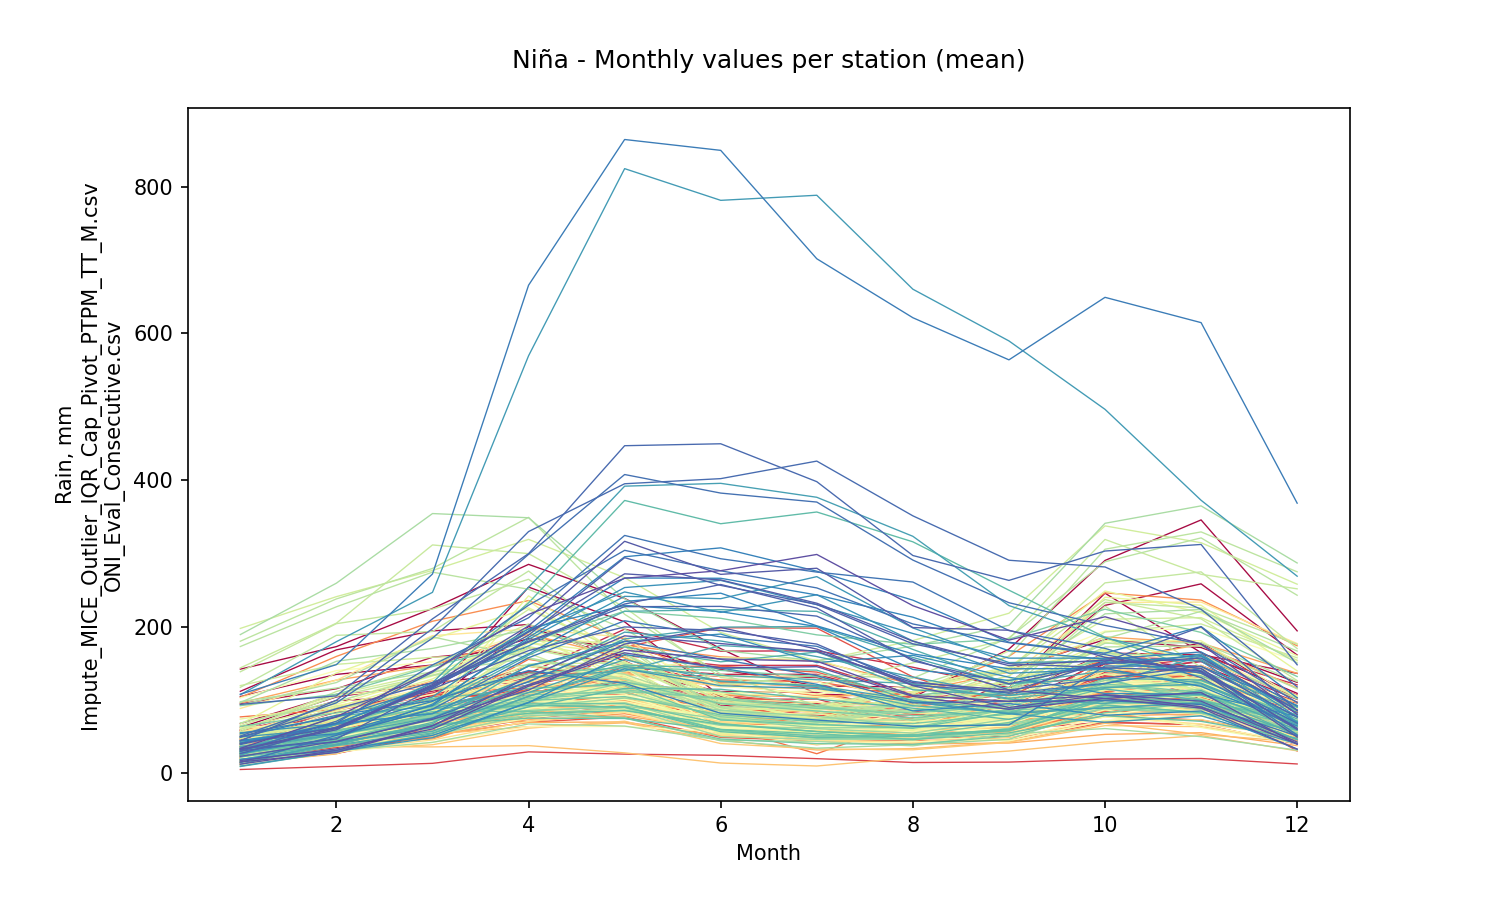 Niña - Monthly values per station (mean)
Rain, mm
Impute_MICE_Outlier_IQR_Cap_Pivot_PTPM_TT_M.csv
ONI_Eval_Consecutive.csv
800
600
400
200
0
2 4 6 8 10 12
Month